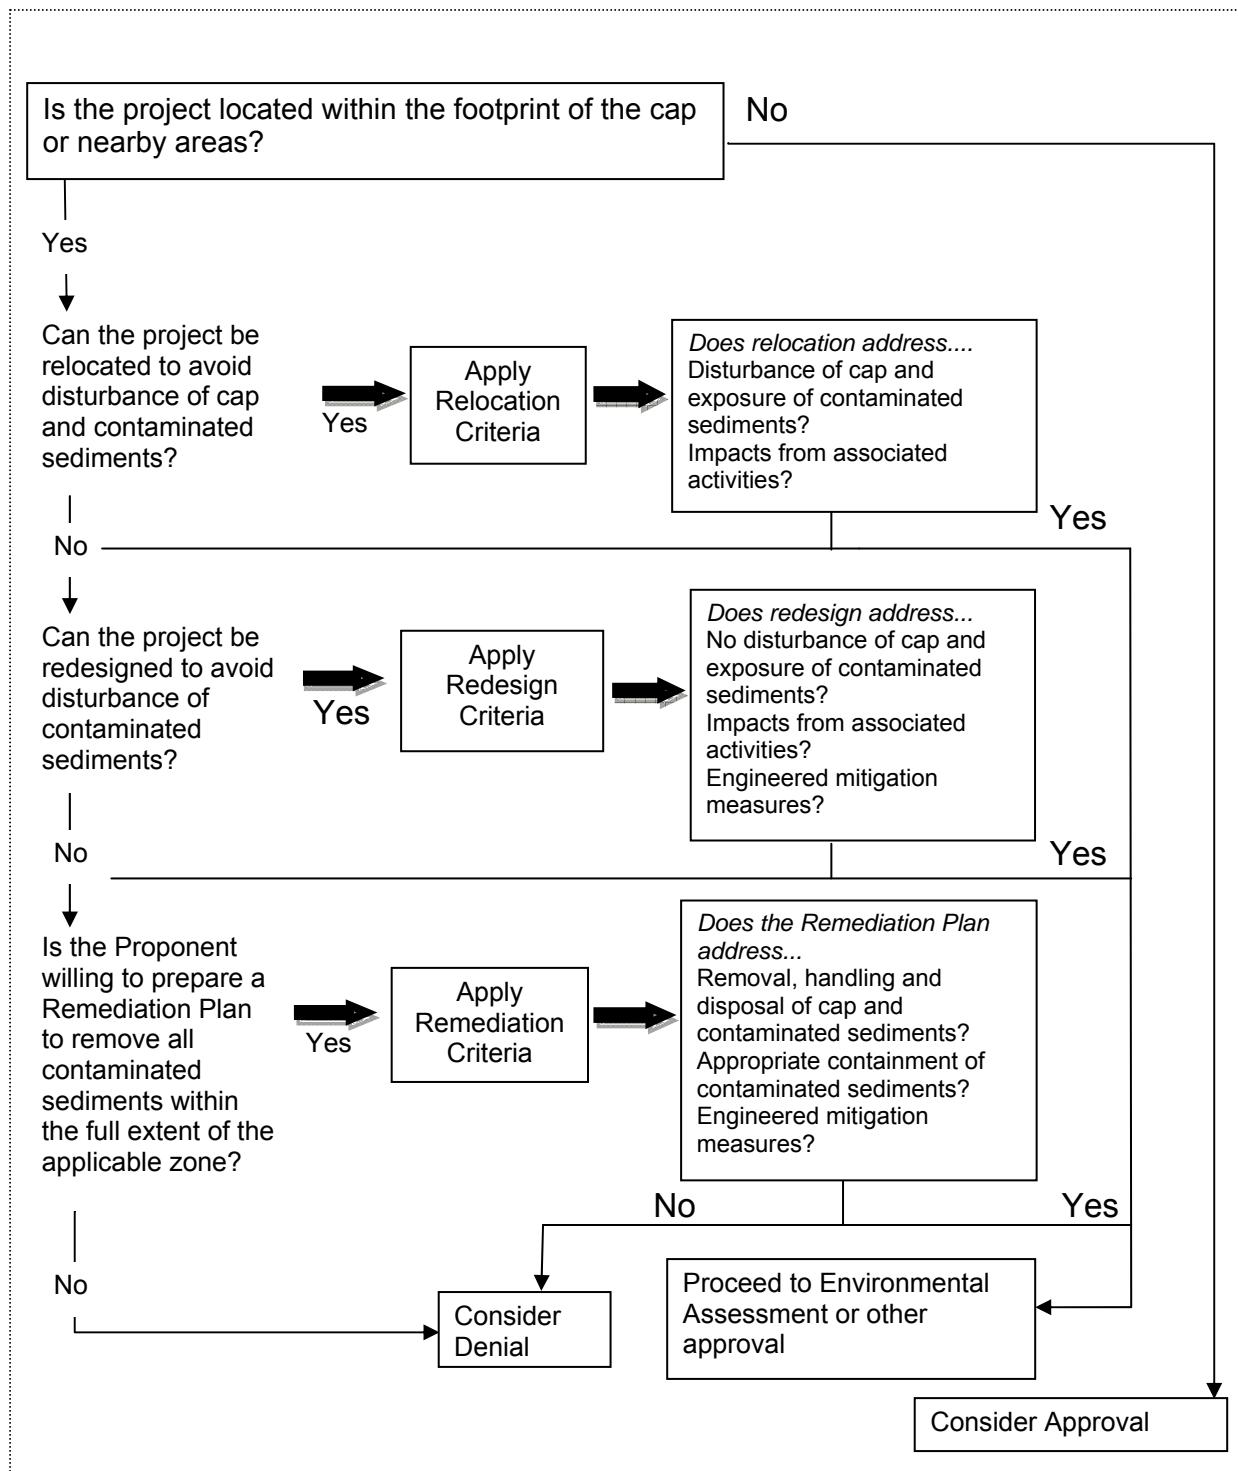 Is the project located within the footprint of the cap
or nearby areas?
No
Yes
Can the project be
relocated to avoid
disturbance of cap
and contaminated
sediments?
Yes
Apply
Relocation
Criteria
Does relocation address....
Disturbance of cap and
exposure of contaminated
sediments?
Impacts from associated
activities?
Yes
No
Can the project be
redesigned to avoid
disturbance of
contaminated
sediments?
Yes
Apply
Redesign
Criteria
Does redesign address...
No disturbance of cap and
exposure of contaminated
sediments?
Impacts from associated
activities?
Engineered mitigation
measures?
Yes
No
Is the Proponent
willing to prepare a
Remediation Plan
to remove all
contaminated
sediments within
the full extent of the
applicable zone?
Yes
Apply
Remediation
Criteria
Does the Remediation Plan
address...
Removal, handling and
disposal of cap and
contaminated sediments?
Appropriate containment of
contaminated sediments?
Engineered mitigation
measures?
No
Yes
No
Consider
Denial
Proceed to Environmental
Assessment or other
approval
Consider Approval